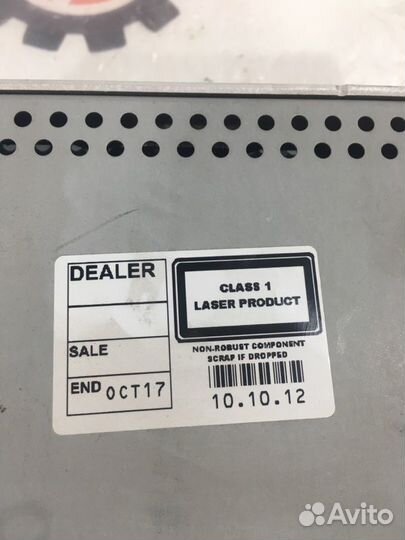 DEALER
SALE
END OCT17
CLASS 1
LASER PRODUCT
NON-ROBUST COMPONENT
SCRAP IF DROPPED
10.10.12
Avito